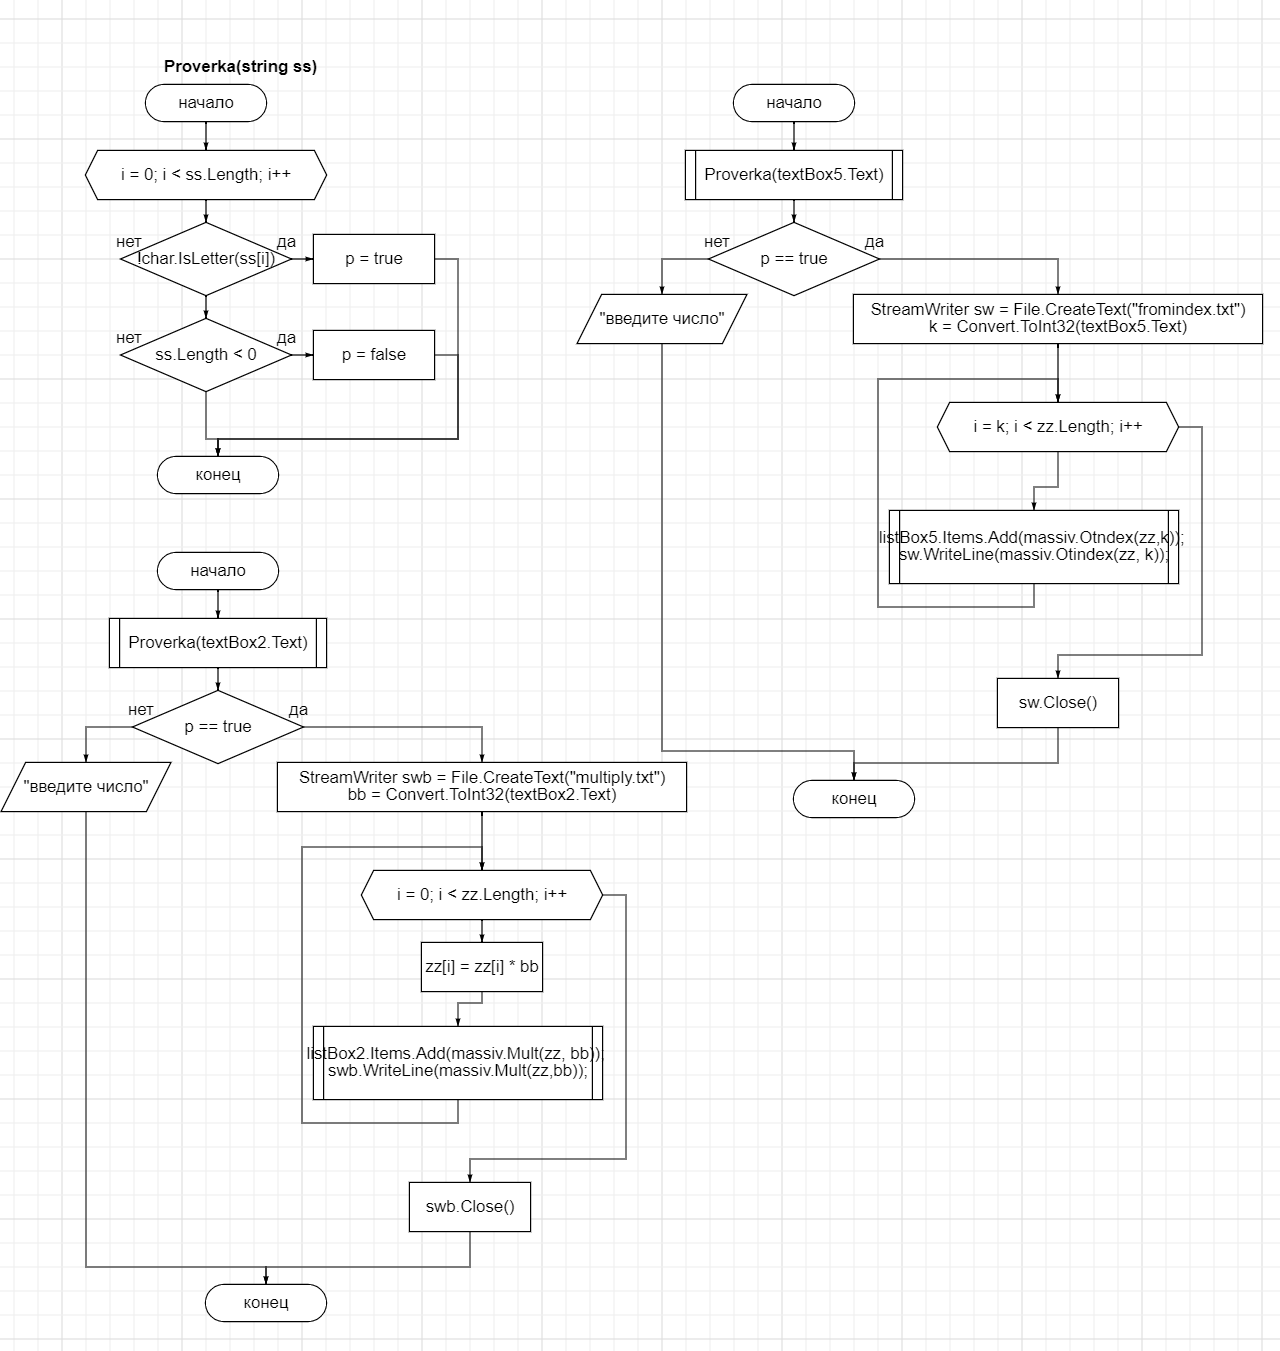 Proverka(string ss)
начало
i = 0; i < ss.Length; i++
нет
да
!char.IsLetter(ss[i])
p = true
нет
да
ss.Length < 0
p = false
конец
начало
Proverka(textBox5.Text)
нет
да
p == true
"введите число"
StreamWriter sw = File.CreateText("fromindex.txt")
k = Convert.ToInt32(textBox5.Text)
i = k; i < zz.Length; i++
listBox5.Items.Add(massiv.Otndex(zz,k));
sw.WriteLine(massiv.Otindex(zz, k));
sw.Close()
конец
начало
Proverka(textBox2.Text)
нет
да
p == true
"введите число"
StreamWriter swb = File.CreateText("multiply.txt")
bb = Convert.ToInt32(textBox2.Text)
i = 0; i < zz.Length; i++
zz[i] = zz[i] * bb
listBox2.Items.Add(massiv.Mult(zz, bb));
swb.WriteLine(massiv.Mult(zz,bb));
swb.Close()
конец